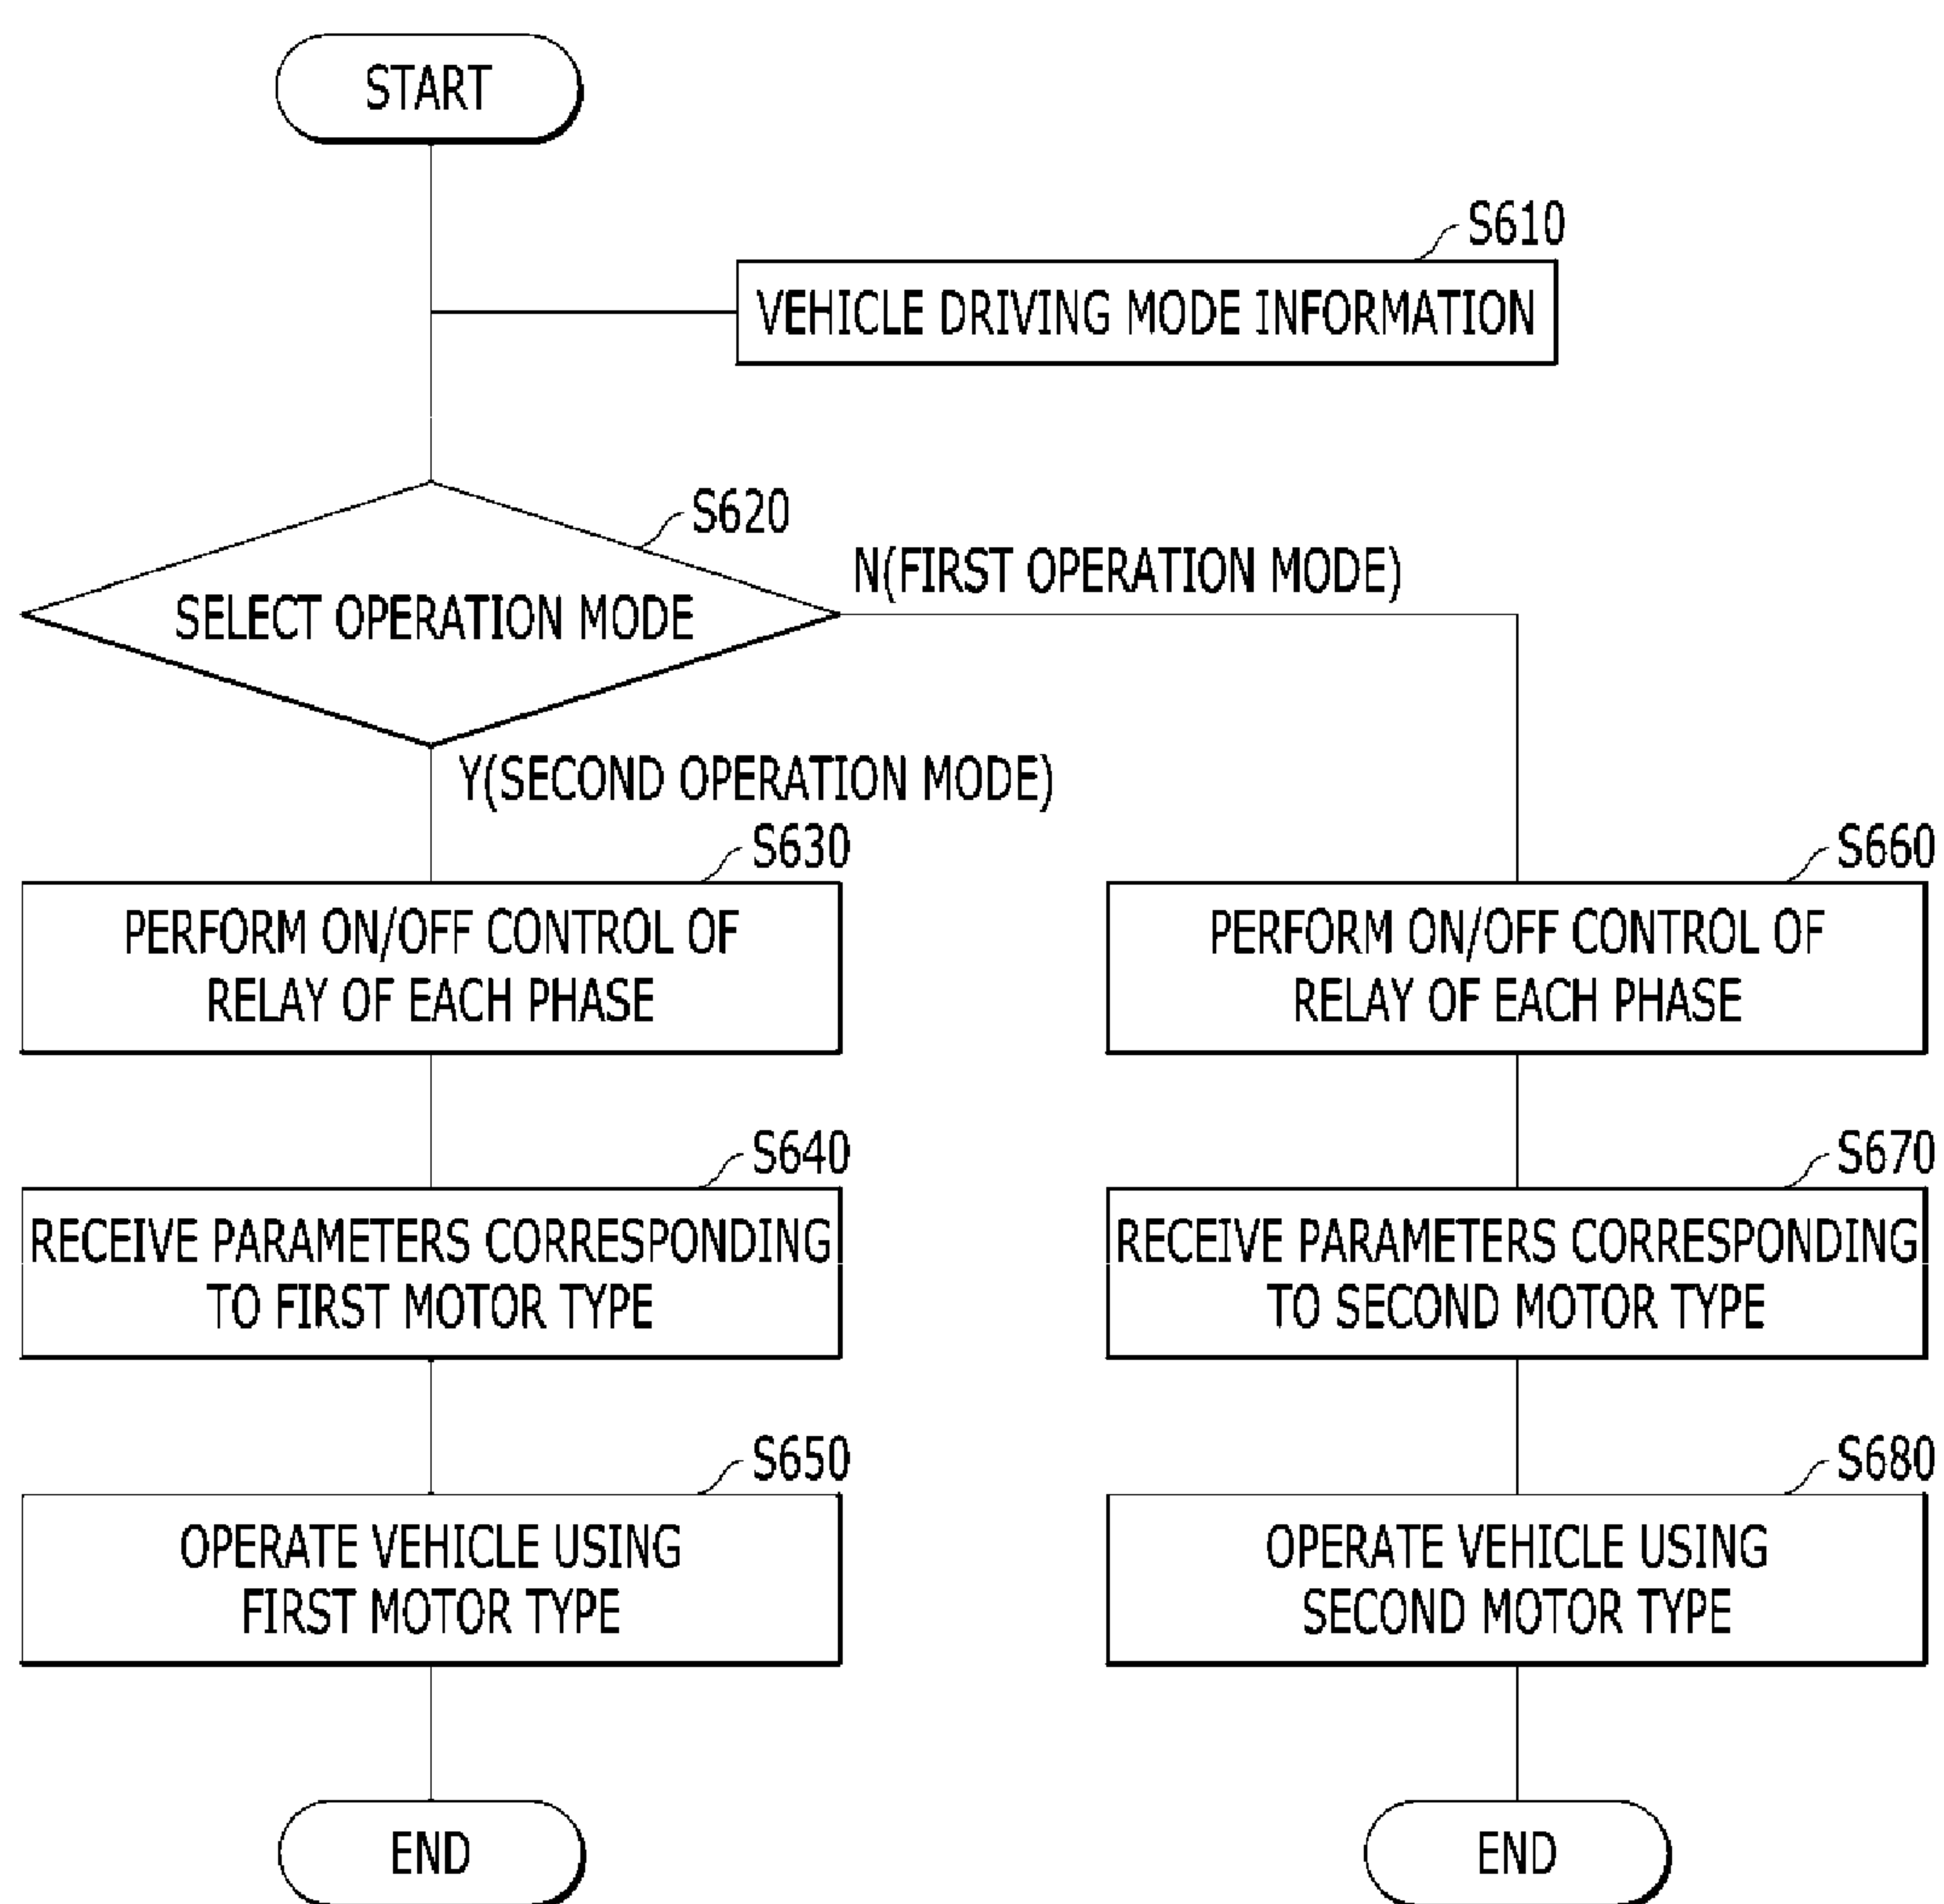 START
S610
VEHICLE DRIVING MODE INFORMATION
S620
SELECT OPERATION MODE
N(FIRST OPERATION MODE)
Y(SECOND OPERATION MODE)
S630
PERFORM ON/OFF CONTROL OF
RELAY OF EACH PHASE
S640
RECEIVE PARAMETERS CORRESPONDING
TO FIRST MOTOR TYPE
S650
OPERATE VEHICLE USING
FIRST MOTOR TYPE
END
S660
PERFORM ON/OFF CONTROL OF
RELAY OF EACH PHASE
S670
RECEIVE PARAMETERS CORRESPONDING
TO SECOND MOTOR TYPE
S680
OPERATE VEHICLE USING
SECOND MOTOR TYPE
END